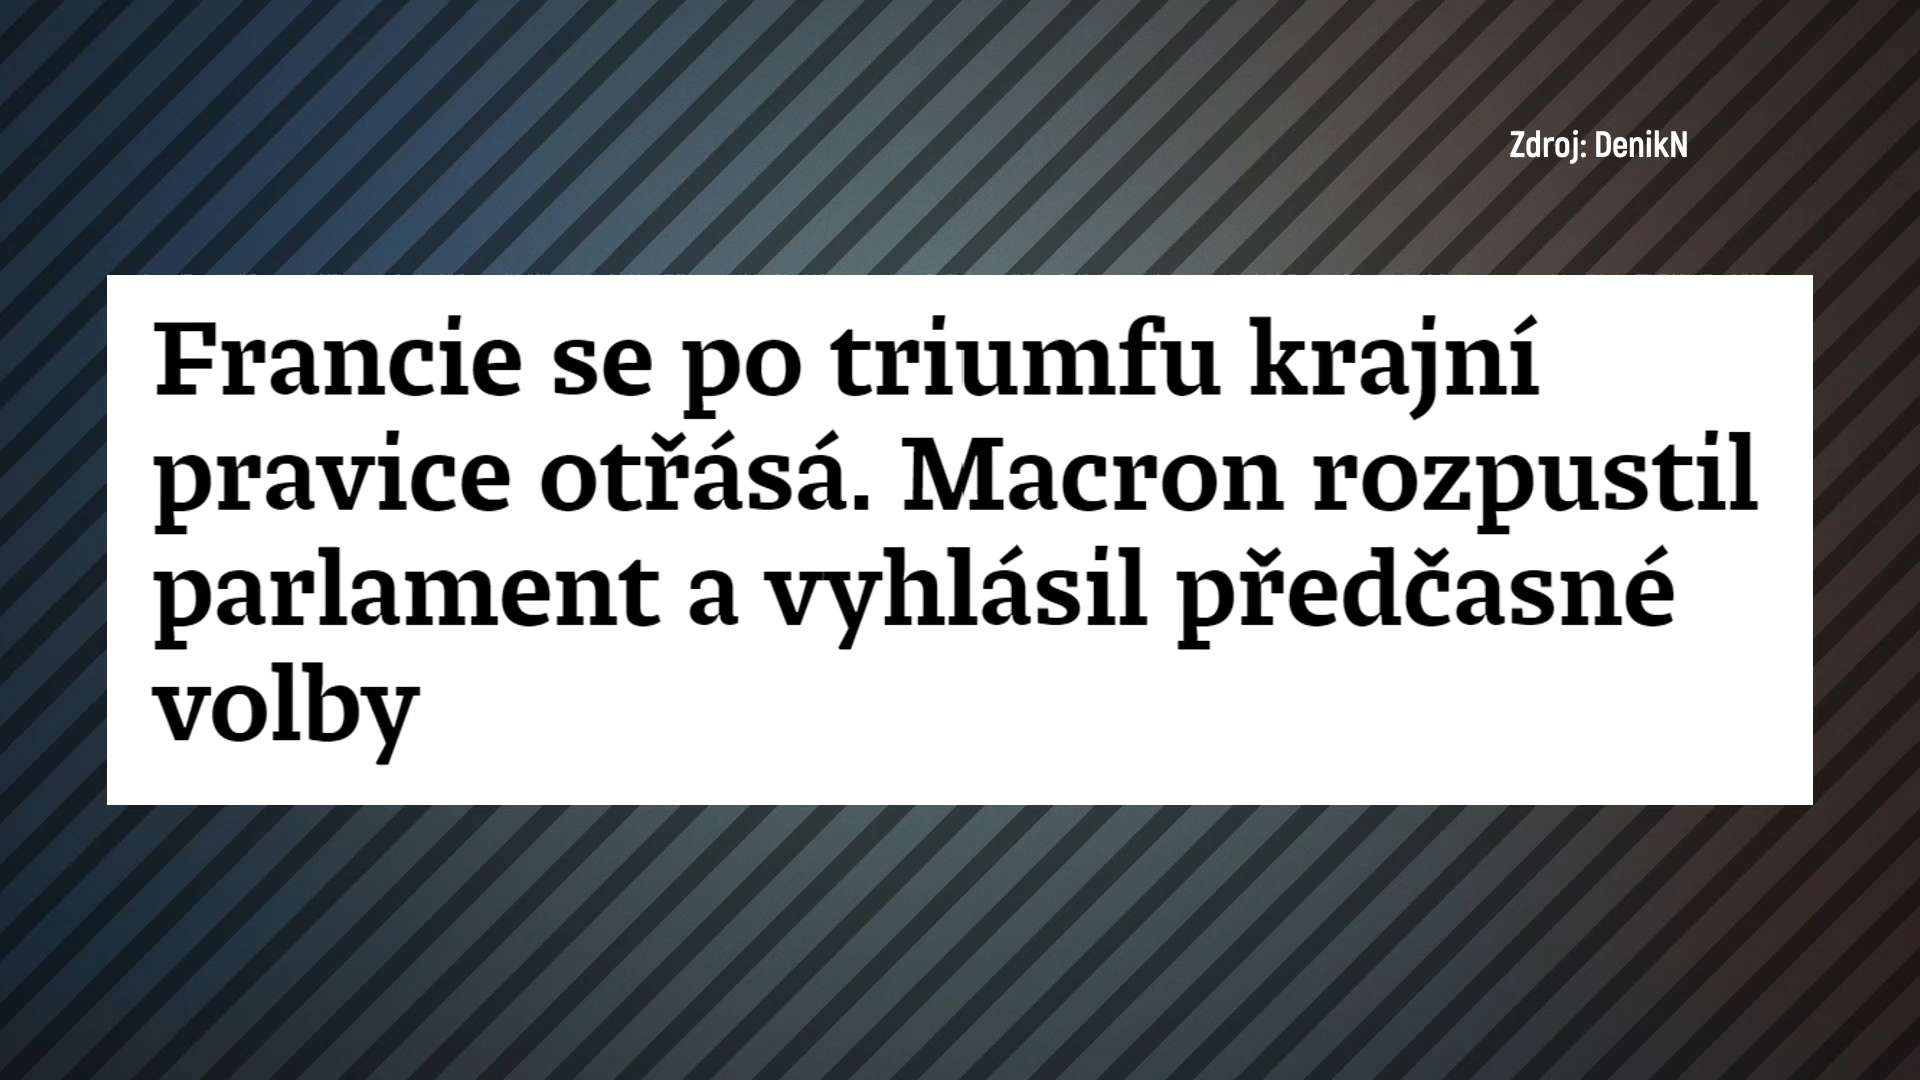 Zdroj: DenikN
Francie se po triumfu krajní
pravice otřásá. Macron rozpustil
parlament a vyhlásil předčasné
volby